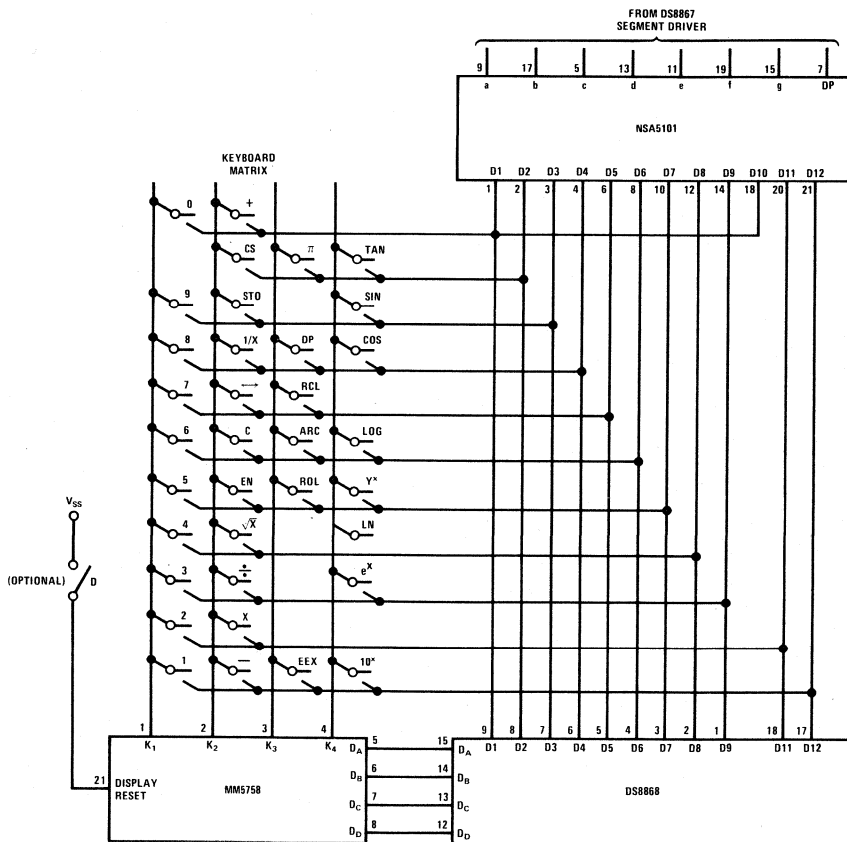 FROM DS8867
SEGMENT DRIVER
9 17 5 13 11 19 15 7
a b c d e f g DP
NSA5101
D1 D2 D3 D4 D5 D6 D7 D8 D9 D10 D11 D12
1 2 3 4 6 8 10 12 14 18 20 21
KEYBOARD
MATRIX
0 +
CS π TAN
9 STO SIN
8 1/X DP COS
7 ↔ RCL
6 C ARC LOG
5 EN ROL Yˣ
4 √X LN
3 ÷ eˣ
2 X
1 — EEX 10ˣ
VSS
(OPTIONAL) D
1 2 3 4
K1 K2 K3 K4
21 DISPLAY
RESET
MM5758
DA 5 15 DA
DB 6 14 DB
DC 7 13 DC
DD 8 12 DD
9 8 7 6 5 4 3 2 1 18 17
D1 D2 D3 D4 D5 D6 D7 D8 D9 D11 D12
DS8868